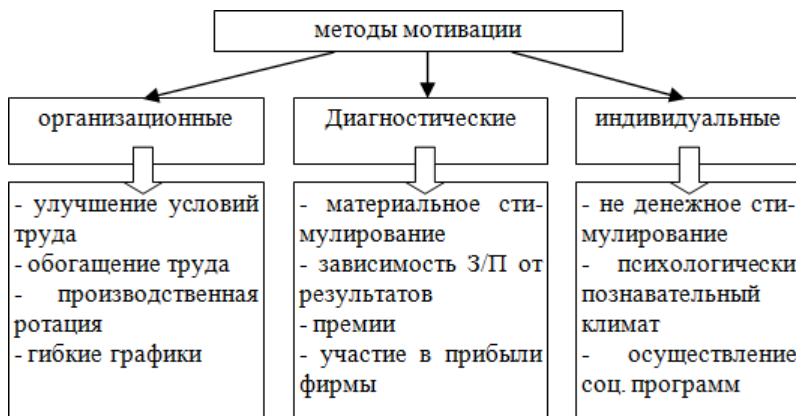 методы мотивации
организационные
Диагностические
индивидуальные
- улучшение условий
труда
- обогащение труда
- производственная
ротация
- гибкие графики
- материальное сти-
мулирование
- зависимость З/П от
результатов
- премии
- участие в прибыли
фирмы
- не денежное сти-
мулирование
- психологически
познавательный
климат
- осуществление
соц. программ